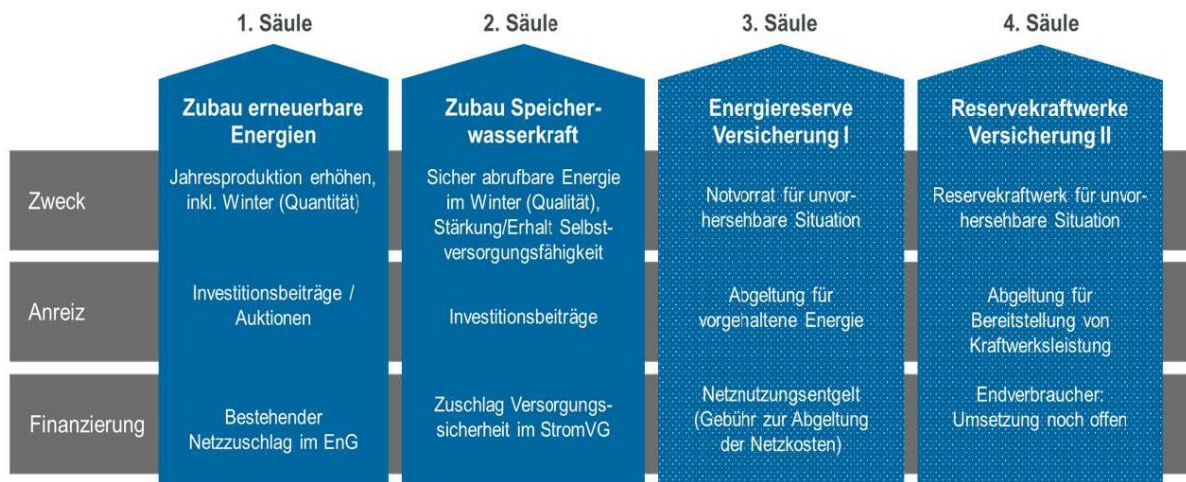 1. Säule
2. Säule
3. Säule
4. Säule
Zubau erneuerbare
Energien
Zubau Speicher-
wasserkraft
Energiereserve
Versicherung I
Reservekraftwerke
Versicherung II
Zweck
Jahresproduktion erhöhen,
inkl. Winter (Quantität)
Sicher abrufbare Energie
im Winter (Qualität),
Stärkung/Erhalt Selbst-
versorgungsfähigkeit
Notvorrat für unvor-
hersehbare Situation
Reservekraftwerk für unvor-
hersehbare Situation
Anreiz
Investitionsbeiträge /
Auktionen
Investitionsbeiträge
Abgeltung für
vorgehaltene Energie
Abgeltung für
Bereitstellung von
Kraftwerksleistung
Finanzierung
Bestehender
Netzzuschlag im EnG
Zuschlag Versorgungs-
sicherheit im StromVG
Netznutzungsentgelt
(Gebühr zur Abgeltung
der Netzkosten)
Endverbraucher:
Umsetzung noch offen